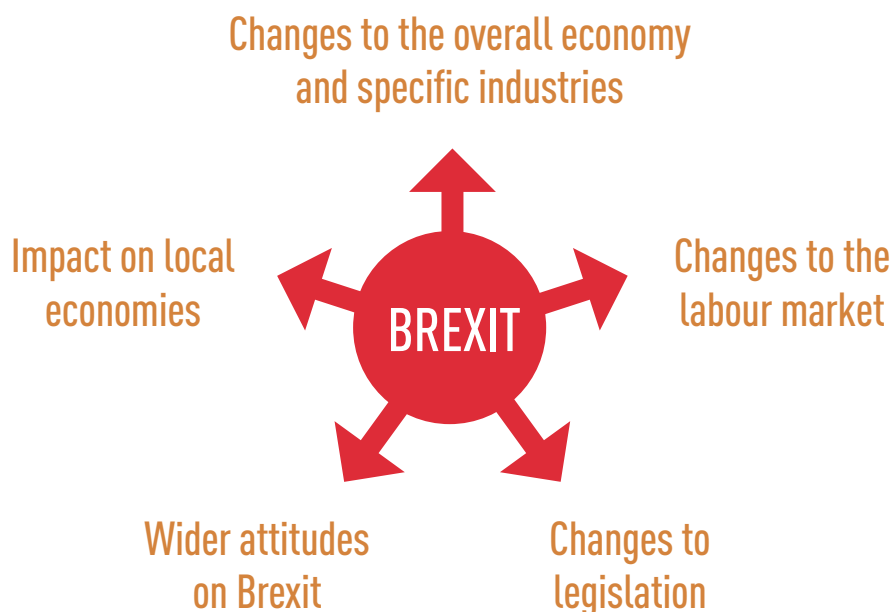 Changes to the overall economy
and specific industries
Impact on local
economies
Changes to the
labour market
BREXIT
Wider attitudes
on Brexit
Changes to
legislation